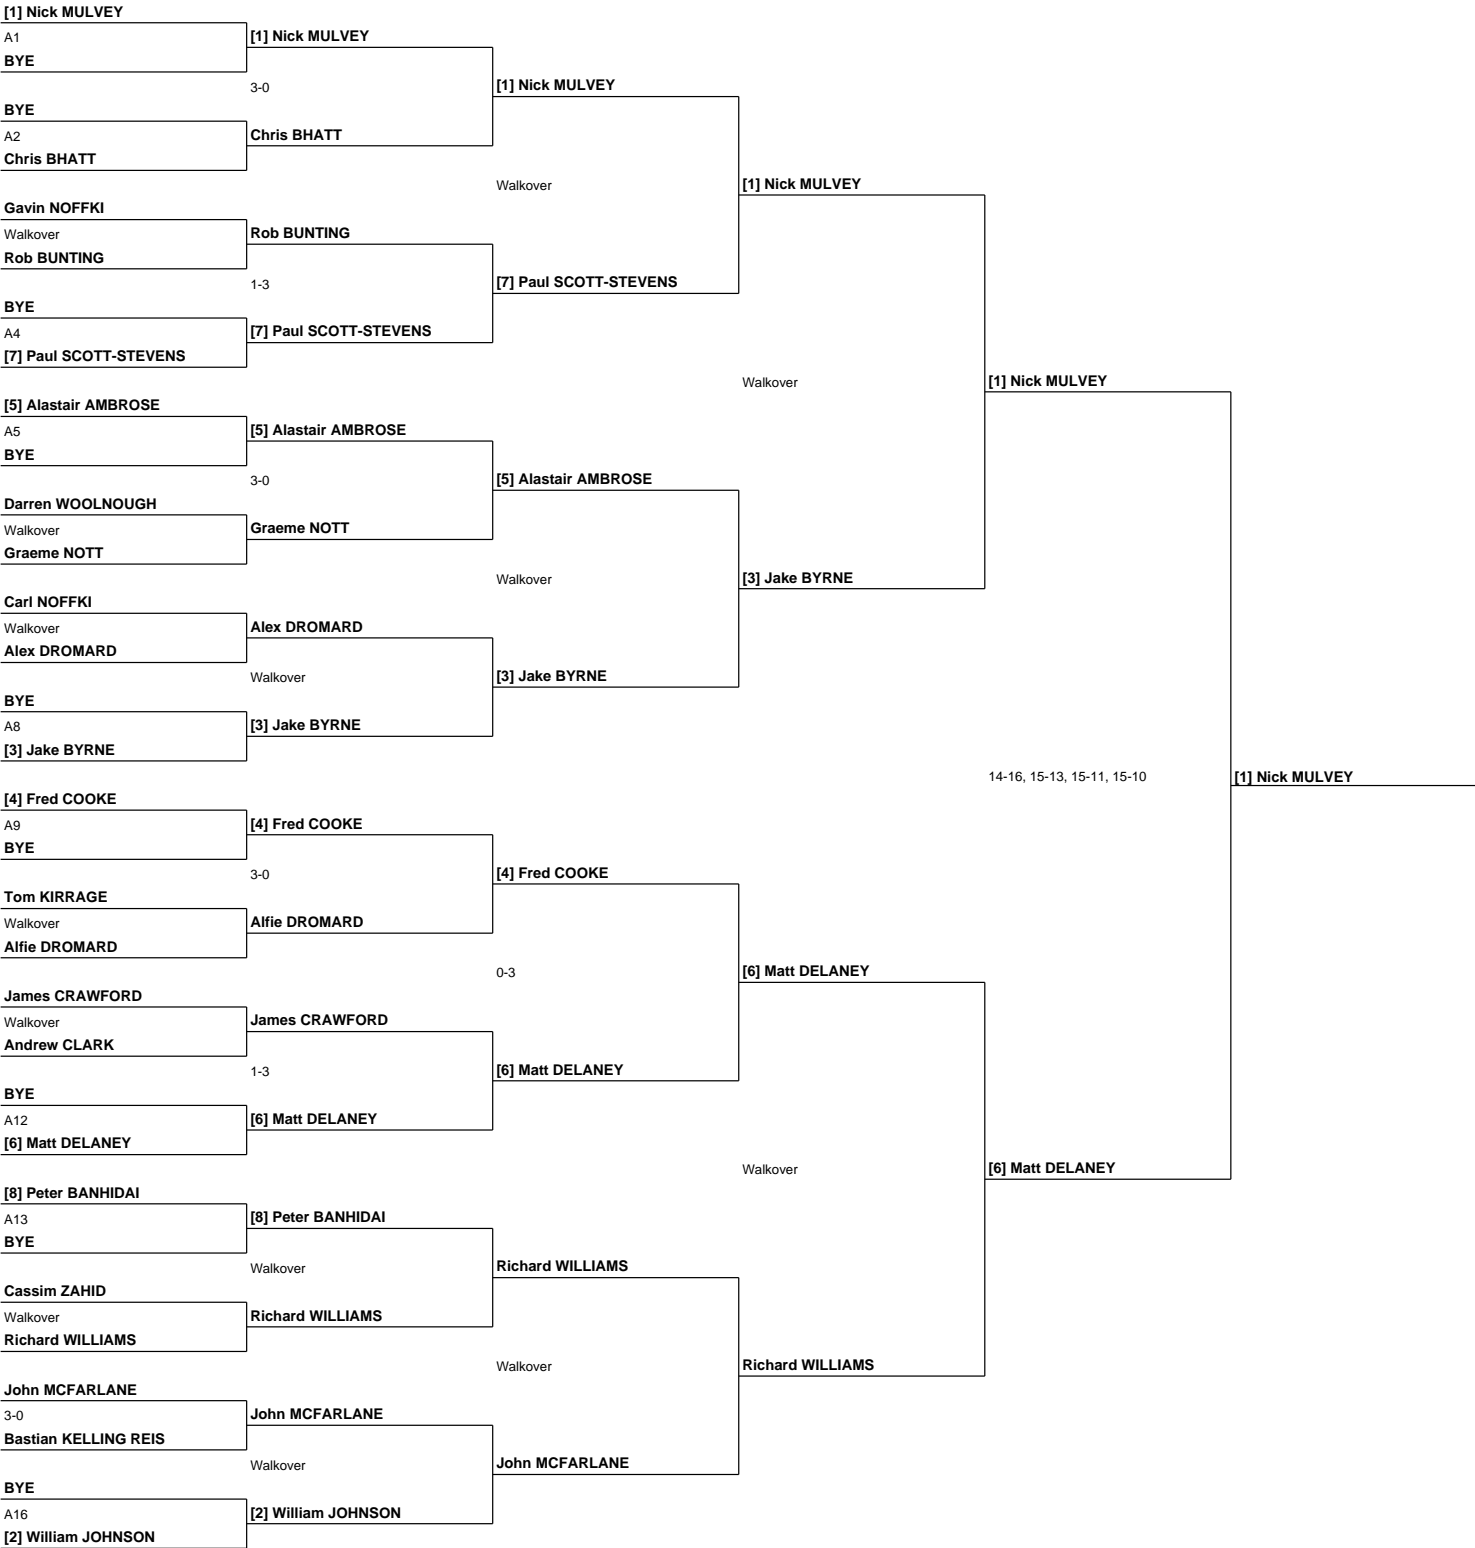 [1] Nick MULVEY
A1
BYE
BYE
A2
Chris BHATT
Gavin NOFFKI
Walkover
Rob BUNTING
BYE
A4
[7] Paul SCOTT-STEVENS
[5] Alastair AMBROSE
A5
BYE
Darren WOOLNOUGH
Walkover
Graeme NOTT
Carl NOFFKI
Walkover
Alex DROMARD
BYE
A8
[3] Jake BYRNE
[4] Fred COOKE
A9
BYE
Tom KIRRAGE
Walkover
Alfie DROMARD
James CRAWFORD
Walkover
Andrew CLARK
BYE
A12
[6] Matt DELANEY
[8] Peter BANHIDAI
A13
BYE
Cassim ZAHID
Walkover
Richard WILLIAMS
John MCFARLANE
3-0
Bastian KELLING REIS
BYE
A16
[2] William JOHNSON
[1] Nick MULVEY
3-0
Chris BHATT
Rob BUNTING
1-3
[7] Paul SCOTT-STEVENS
[5] Alastair AMBROSE
3-0
Graeme NOTT
Alex DROMARD
Walkover
[3] Jake BYRNE
[4] Fred COOKE
3-0
Alfie DROMARD
James CRAWFORD
1-3
[6] Matt DELANEY
[8] Peter BANHIDAI
Walkover
Richard WILLIAMS
John MCFARLANE
Walkover
[2] William JOHNSON
[1] Nick MULVEY
Walkover
[7] Paul SCOTT-STEVENS
[5] Alastair AMBROSE
Walkover
[3] Jake BYRNE
[4] Fred COOKE
0-3
[6] Matt DELANEY
Richard WILLIAMS
Walkover
John MCFARLANE
[1] Nick MULVEY
Walkover
[3] Jake BYRNE
[6] Matt DELANEY
Walkover
Richard WILLIAMS
[1] Nick MULVEY
14-16, 15-13, 15-11, 15-10
[6] Matt DELANEY
[1] Nick MULVEY